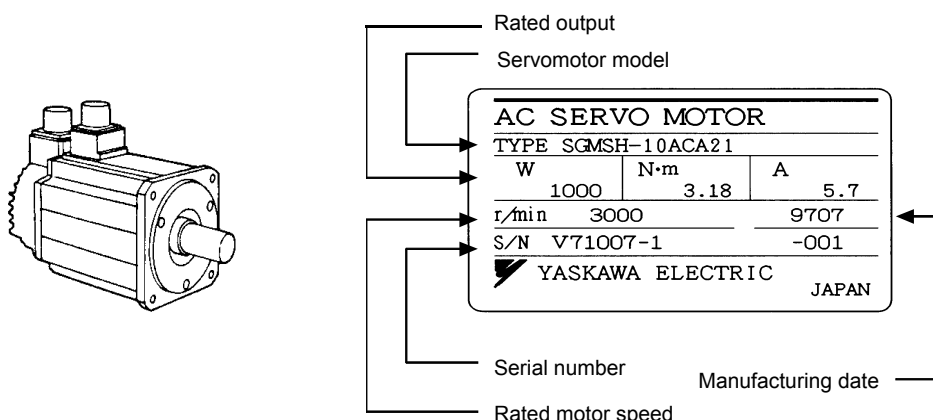 Rated output
Servomotor model
AC SERVO MOTOR
TYPE SGMSH-10ACA21
W N·m A
1000 3.18 5.7
r/min 3000 9707
S/N V71007-1 -001
YASKAWA ELECTRIC
JAPAN
Serial number
Manufacturing date
Rated motor speed